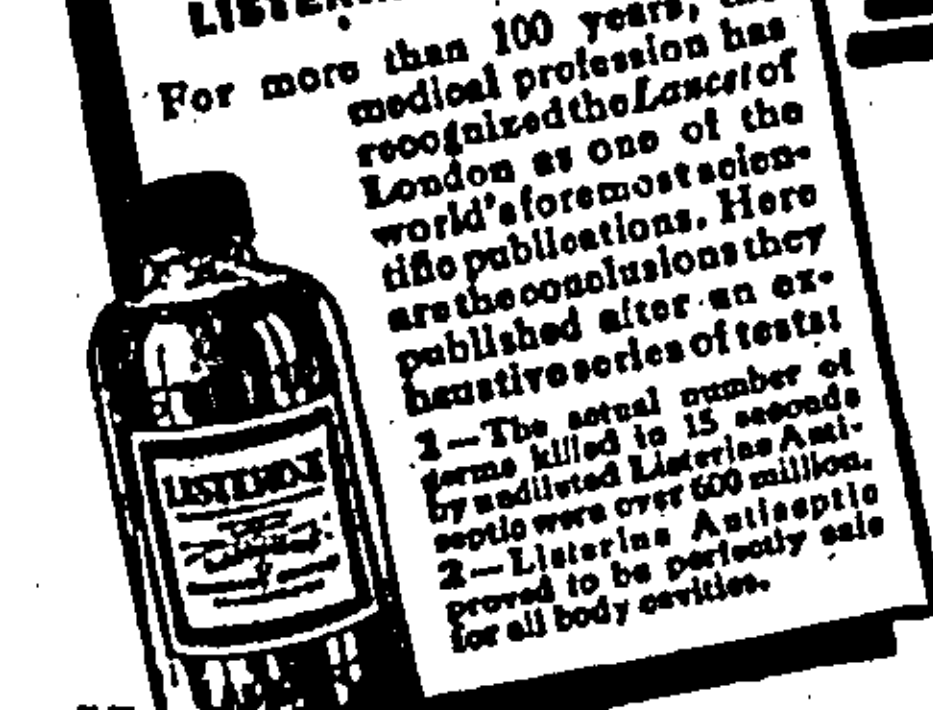 For more than 100 years,
medical profession has
recognized the Lancet of
London as one of the
world's foremost scien-
tific publications. Here
are the conclusions they
published after an ex-
haustive series of tests:
1—The actual number of
germs killed in 15 seconds
by undiluted Listerine Anti-
septic were over 600 million.
2—Listerine Antiseptic
proved to be perfectly safe
for all body cavities.
LISTERINE